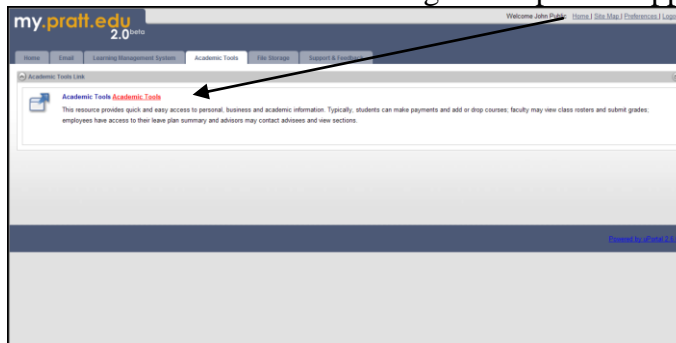 my.pratt.edu
2.0beta
Welcome John Public Home | Site Map | Preferences |
Home Email Learning Management System Academic Tools File Storage Support & Feedback
Academic Tools Link
Academic Tools Academic Tools
This resource provides quick and easy access to personal, business and academic information. Typically, students can make payments and add or drop courses; faculty may view class rosters and submit grades;
employees have access to their leave plan summary and advisors may contact advisees and view sections.
Powered by uPortal